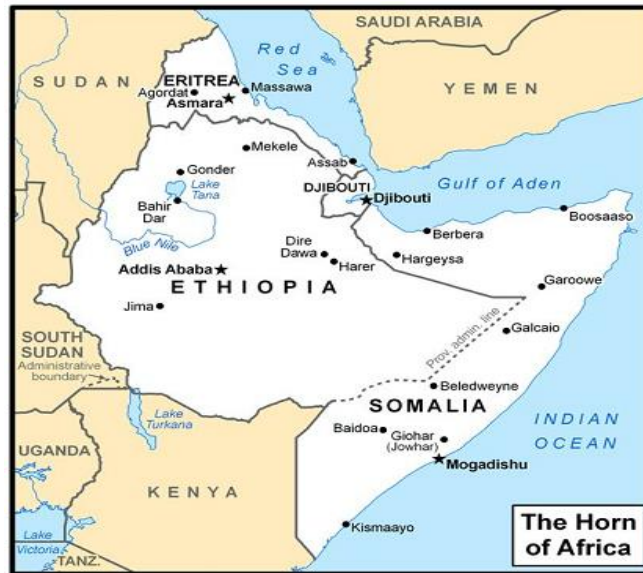 SAUDI ARABIA
Red
Sea
SUDAN
ERITREA
YEMEN
Agordat
Massawa
Asmara
Mekele
Assab
Gonder
Lake
Tana
DJIBOUTI
Djibouti
Gulf of Aden
Bahir
Dar
Boosaaso
Blue Nile
Berbera
Dire
Dawa
Hargeysa
Harer
Addis Ababa
ETHIOPIA
Garoowe
Jima
Galcaio
Prov. admin. line
SOUTH
SUDAN
Administrative
boundary
Beledweyne
SOMALIA
Lake
Turkana
INDIAN
OCEAN
Baidoa
Giohar
(Jowhar)
UGANDA
Mogadishu
KENYA
Lake
Victoria
TANZ.
Kismaayo
The Horn
of Africa